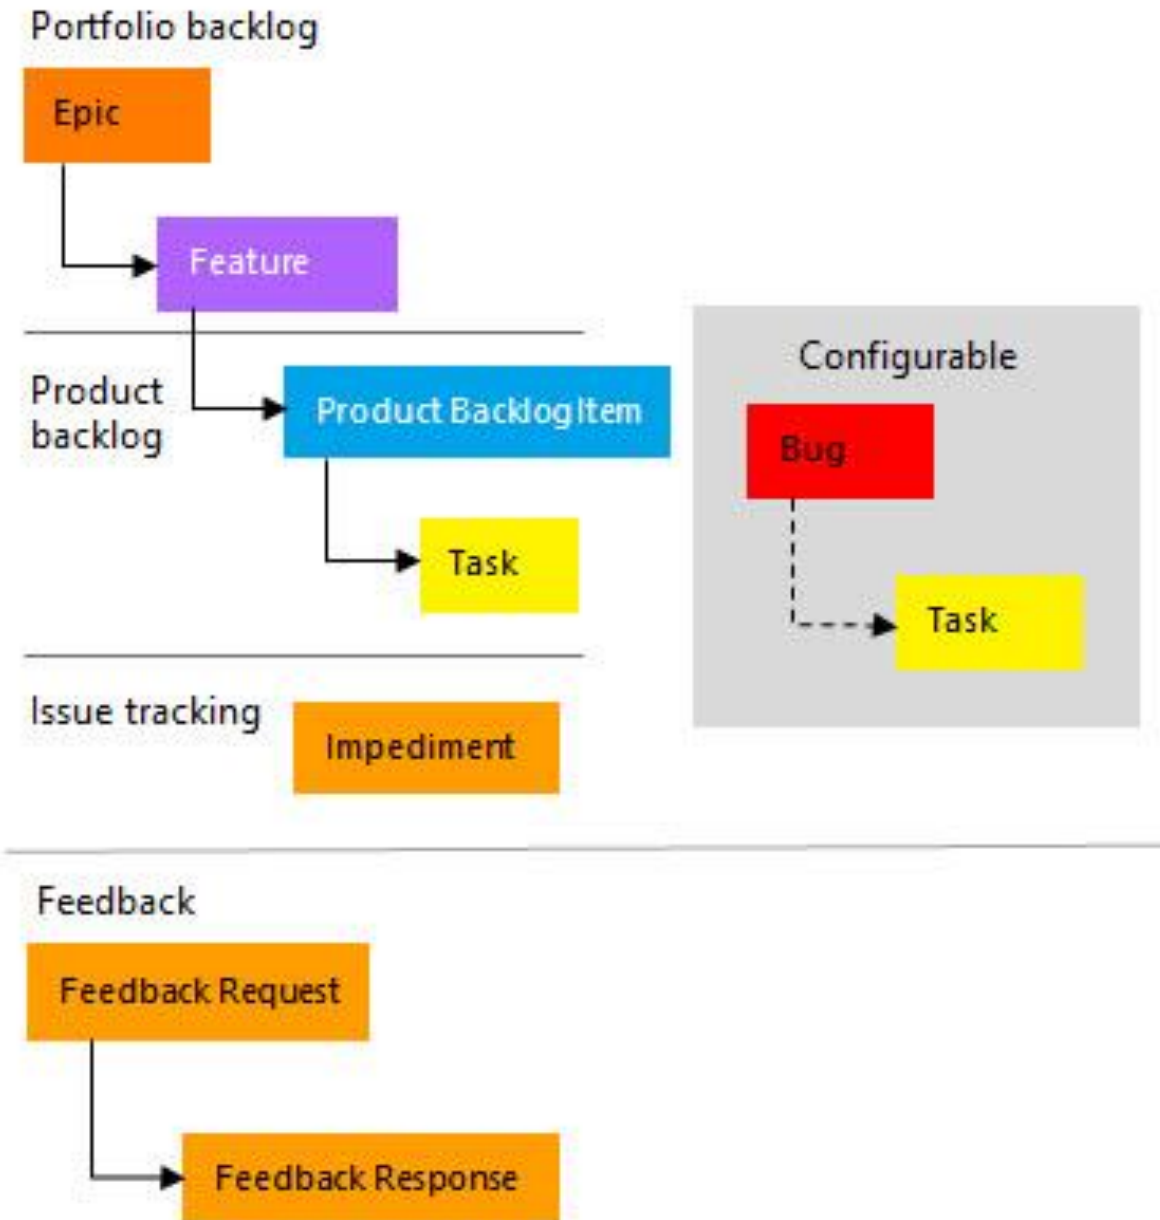 Portfolio backlog
Epic
Feature
Product
backlog
Product Backlog Item
Task
Configurable
Bug
Task
Issue tracking
Impediment
Feedback
Feedback Request
Feedback Response